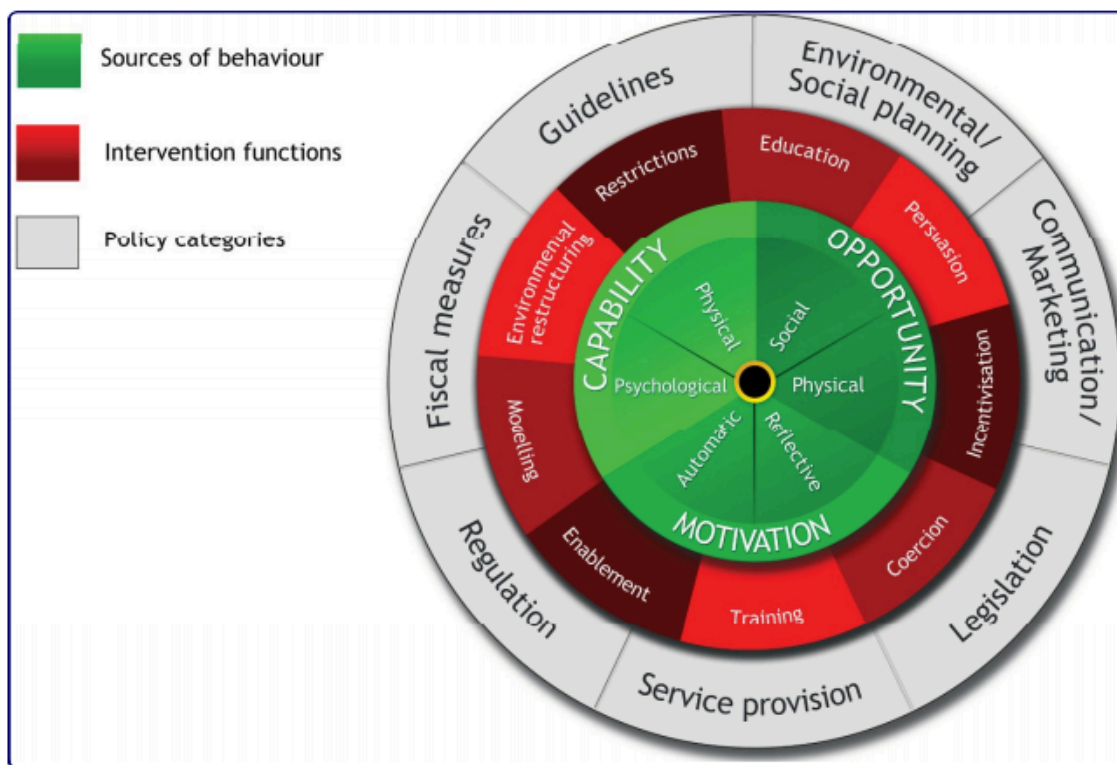 Sources of behaviour
Intervention functions
Policy categories
Guidelines
Environmental/
Social planning
Communication/
Marketing
Legislation
Service provision
Regulation
Fiscal measures
Restrictions
Education
Persuasion
Incentivisation
Coercion
Training
Enablement
Modelling
Environmental
restructuring
CAPABILITY
OPPORTUNITY
MOTIVATION
Physical
Social
Psychological
Physical
Automatic
Reflective